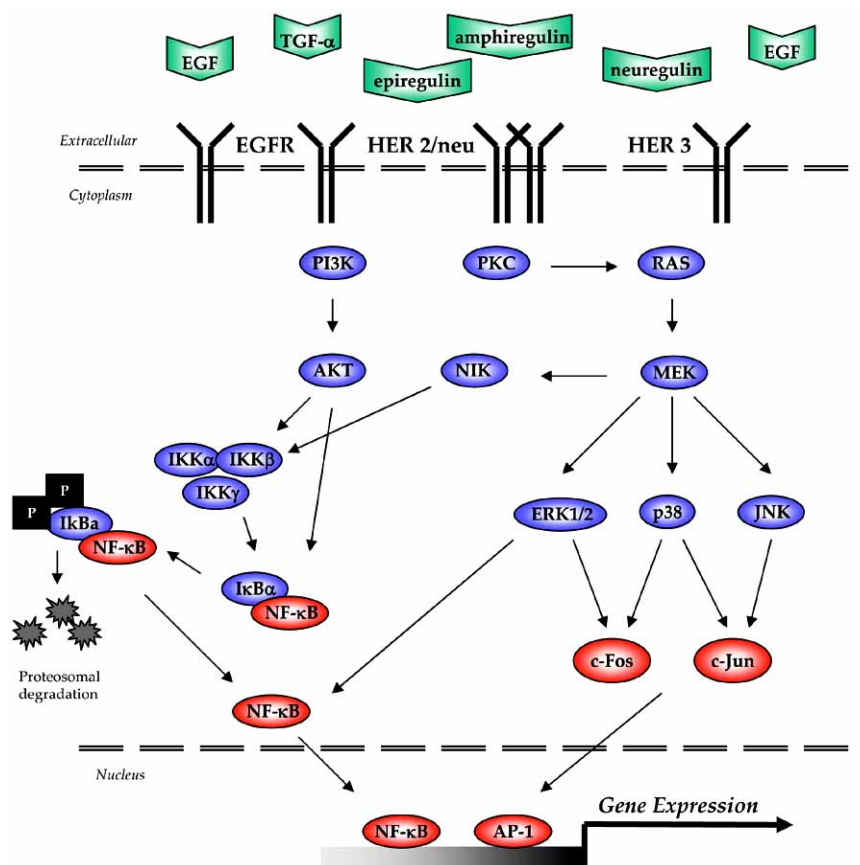 EGF
TGF-α
epiregulin
amphiregulin
neuregulin
EGF
Extracellular
EGFR
HER 2/neu
HER 3
Cytoplasm
PI3K
PKC
RAS
AKT
NIK
MEK
IKKα
IKKβ
IKKγ
P
P
IkBa
NF-κB
ERK1/2
p38
JNK
IκBα
NF-κB
c-Fos
c-Jun
Proteosomal
degradation
NF-κB
Nucleus
Gene Expression
NF-κB
AP-1